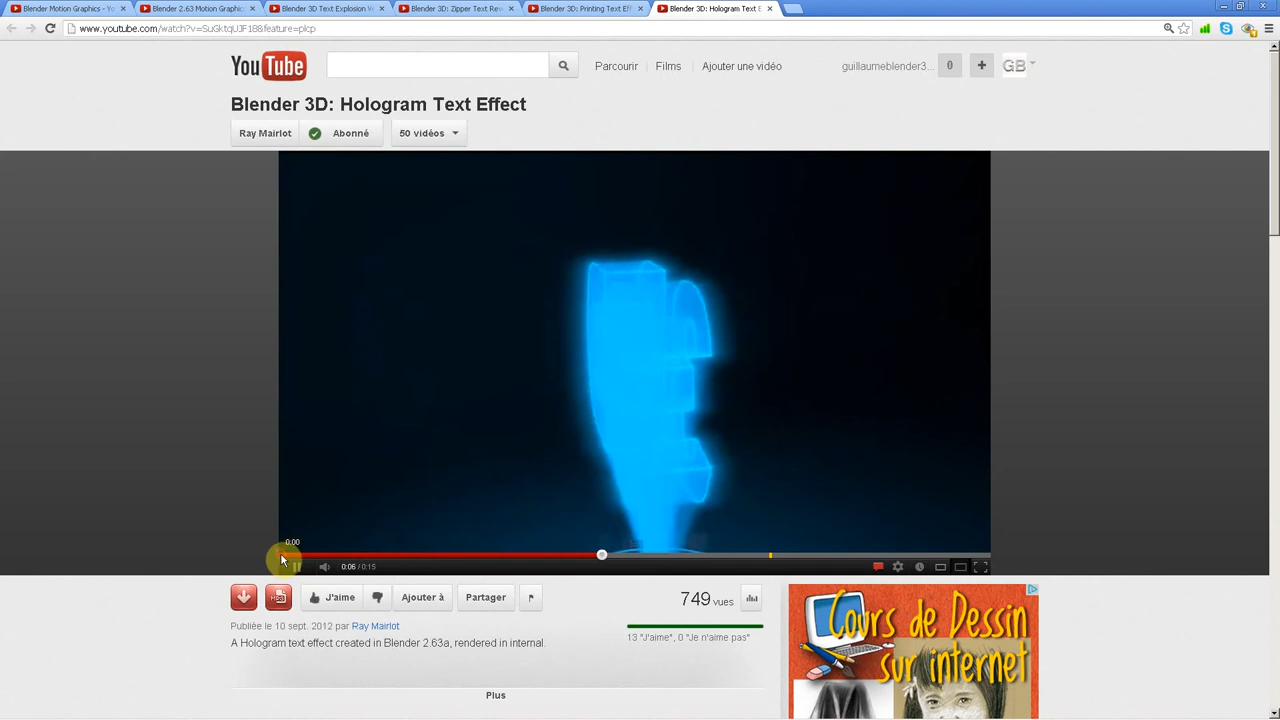 Blender Motion Graphics - Yo
Blender 2.63 Motion Graphic
Blender 3D Text Explosion Ve
Blender 3D: Zipper Text Rev
Blender 3D: Printing Text Eff
Blender 3D: Hologram Text E
www.youtube.com/watch?v=SuGktqUJF18&feature=plcp
YouTube
Parcourir
Films
Ajouter une vidéo
guillaumeblender3...
0
+
GB
Blender 3D: Hologram Text Effect
Ray Mairlot
Abonné
50 vidéos
0:00
0:06 / 0:15
MP3
J'aime
Ajouter à
Partager
749 vues
Publiée le 10 sept. 2012 par Ray Mairlot
13 "J'aime", 0 "Je n'aime pas"
A Hologram text effect created in Blender 2.63a, rendered in internal.
Plus
Cours de Dessin
sur internet